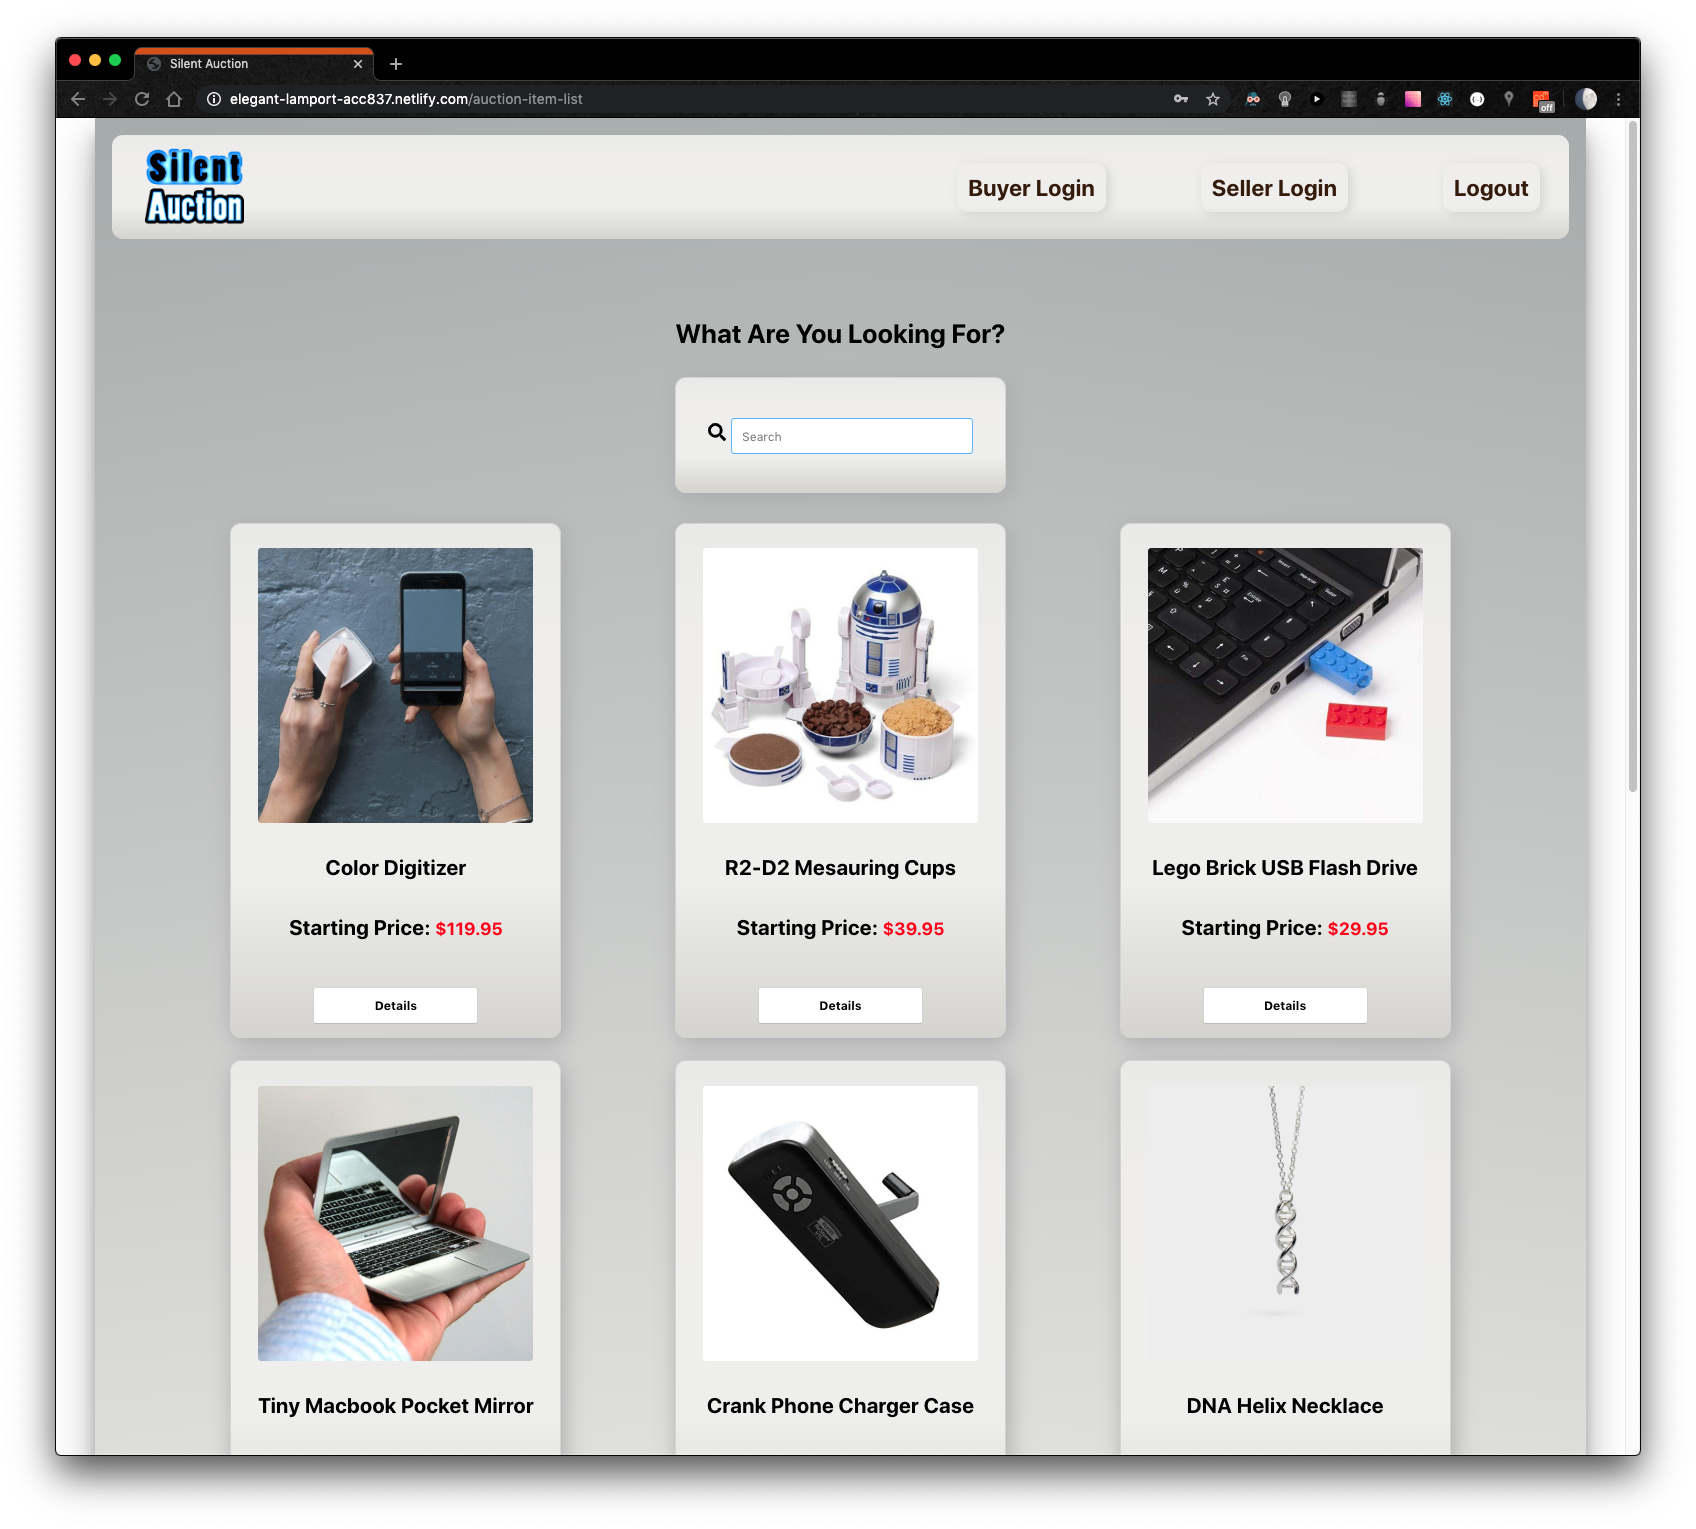 Silent Auction
elegant-lamport-acc837.netlify.com/auction-item-list
off
Silent
Auction
Buyer Login
Seller Login
Logout
What Are You Looking For?
Search
Color Digitizer
R2-D2 Mesauring Cups
Lego Brick USB Flash Drive
Starting Price: $119.95
Starting Price: $39.95
Starting Price: $29.95
Details
Details
Details
Tiny Macbook Pocket Mirror
Crank Phone Charger Case
DNA Helix Necklace